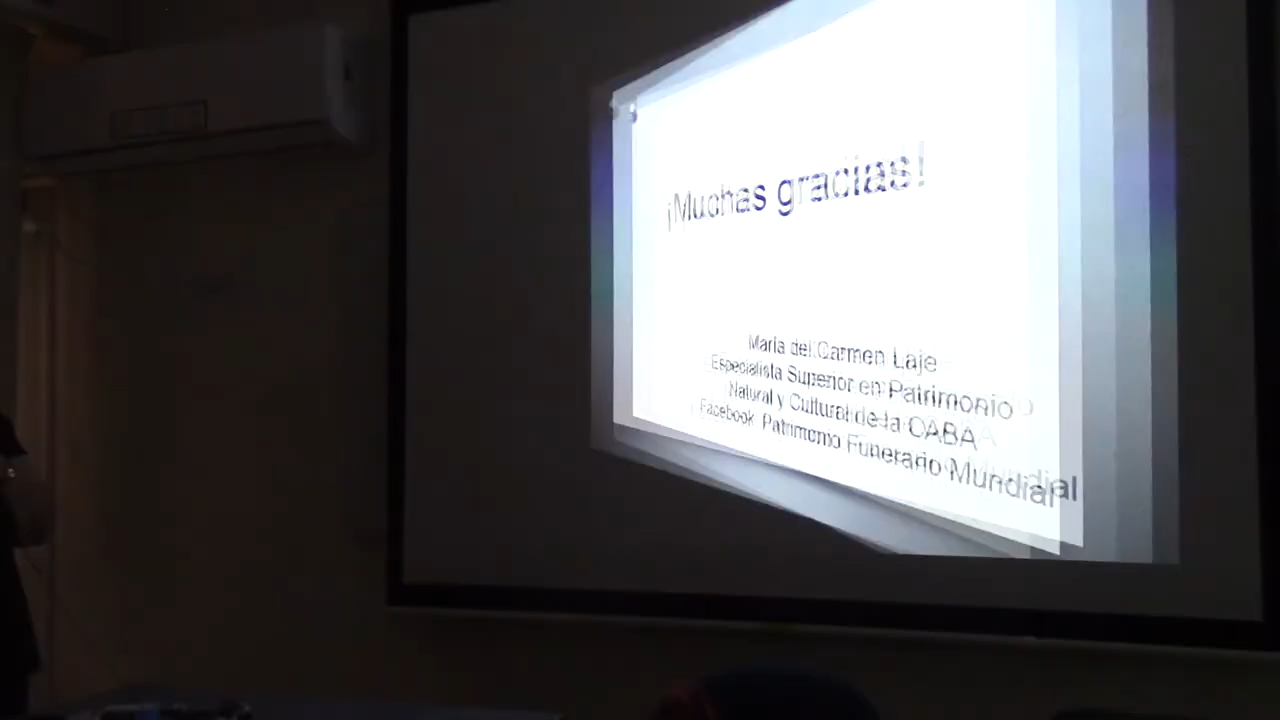 ¡Muchas gracias!
María del Carmen Laje
Especialista Superior en Patrimonio
Natural y Cultural de la CABA
Facebook: Patrimonio Funerario Mundial